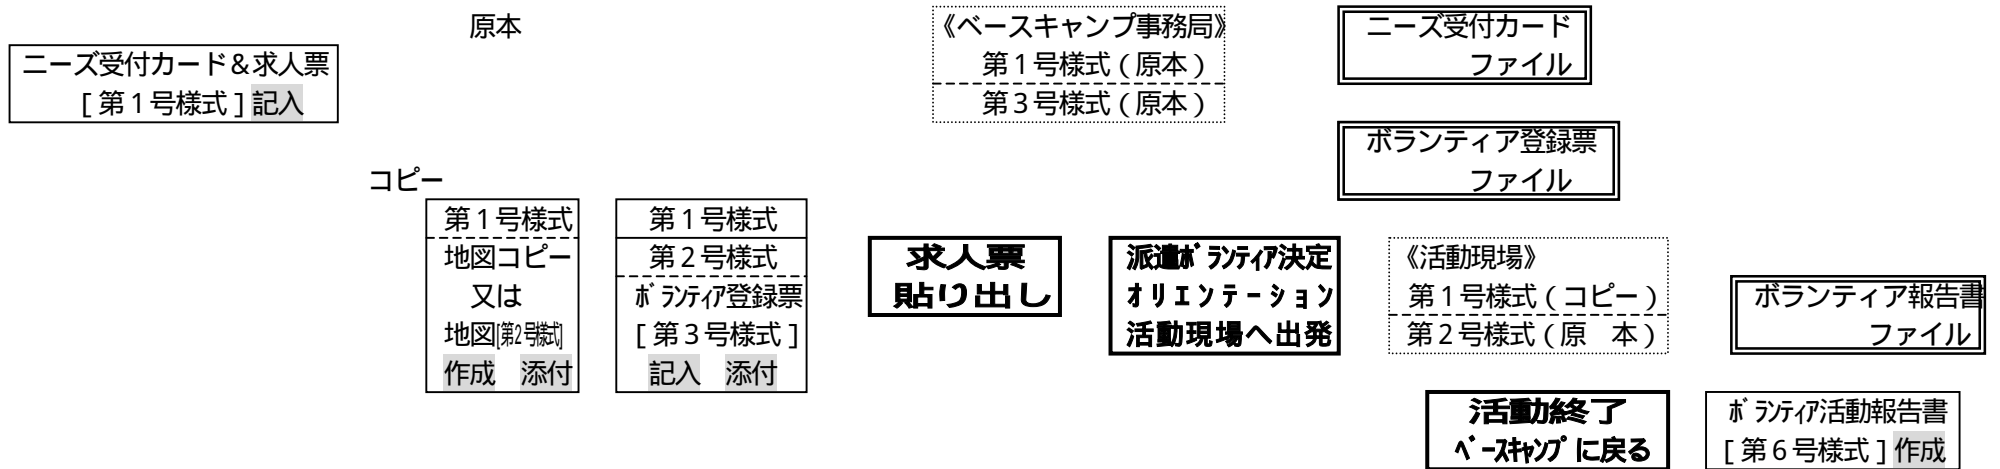 原本
ニーズ受付カード&求人票
[第1号様式]記入
《ベースキャンプ事務局》
第1号様式(原本)
第3号様式(原本)
ニーズ受付カード
ファイル
ボランティア登録票
ファイル
コピー
第1号様式
地図コピー
又は
地図[第2号様式]
作成 添付
第1号様式
第2号様式
ボランティア登録票
[第3号様式]
記入 添付
求人票
貼り出し
派遣ボランティア決定
オリエンテーション
活動現場へ出発
《活動現場》
第1号様式(コピー)
第2号様式(原 本)
ボランティア報告書
ファイル
活動終了
ベースキャンプに戻る
ボランティア活動報告書
[第6号様式]作成